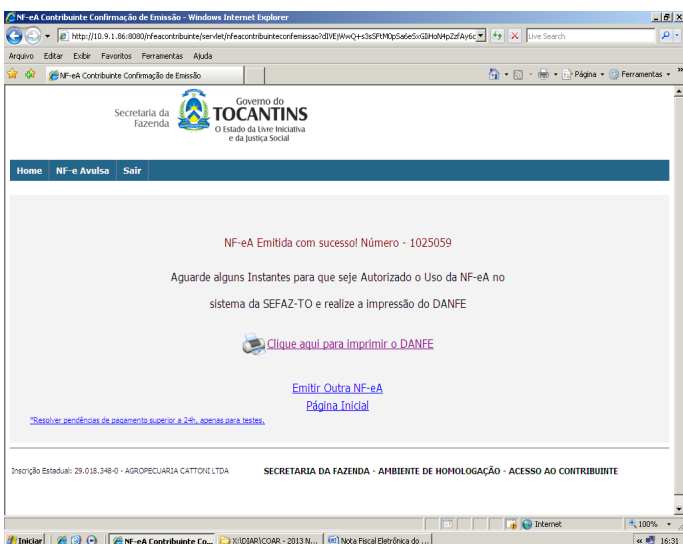 NF-eA Contribuinte Confirmação de Emissão - Windows Internet Explorer
http://10.9.1.86:8080/nfeacontribuinte/servlet/nfeacontribuinteconfemissao?
Live Search
Arquivo Editar Exibir Favoritos Ferramentas Ajuda
NF-eA Contribuinte Confirmação de Emissão
Página
Ferramentas
Secretaria da
Fazenda
Governo do
TOCANTINS
O Estado da Livre Iniciativa
e da Justiça Social
Home NF-e Avulsa Sair
NF-eA Emitida com sucesso! Número - 1025059
Aguarde alguns Instantes para que seje Autorizado o Uso da NF-eA no
sistema da SEFAZ-TO e realize a impressão do DANFE
Clique aqui para imprimir o DANFE
Emitir Outra NF-eA
Página Inicial
*Resolver pendências de pagamento superior a 24h, apenas para testes.
Inscrição Estadual: 29.018.348-0 - AGROPECUARIA CATTONI LTDA
SECRETARIA DA FAZENDA - AMBIENTE DE HOMOLOGAÇÃO - ACESSO AO CONTRIBUINTE
Internet
100%
Iniciar
NF-eA Contribuinte Co...
X:\DIAR\COAR - 2013 N...
Nota Fiscal Eletrônica do ...
16:31